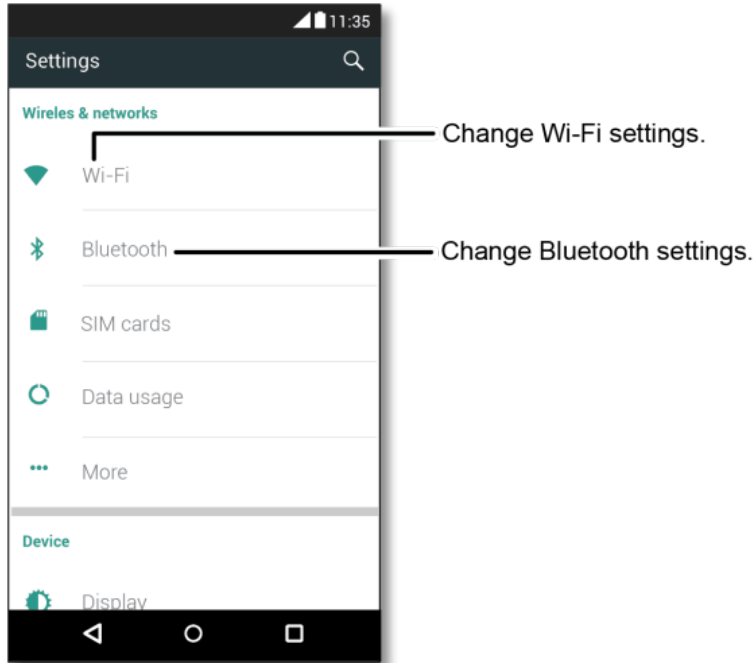 11:35
Settings
Wireles & networks
Change Wi-Fi settings.
Wi-Fi
Bluetooth
Change Bluetooth settings.
SIM cards
Data usage
More
Device
Display